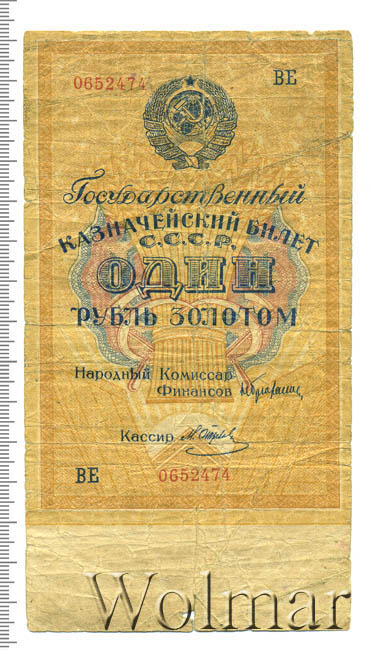 0652474 ВЕ
Государственный
КАЗНАЧЕЙСКИЙ БИЛЕТ
С.С.С.Р.
ОДИН
РУБЛЬ ЗОЛОТОМ
Народный Комиссар
Финансов
Кассир
ВЕ 0652474
Wolmar